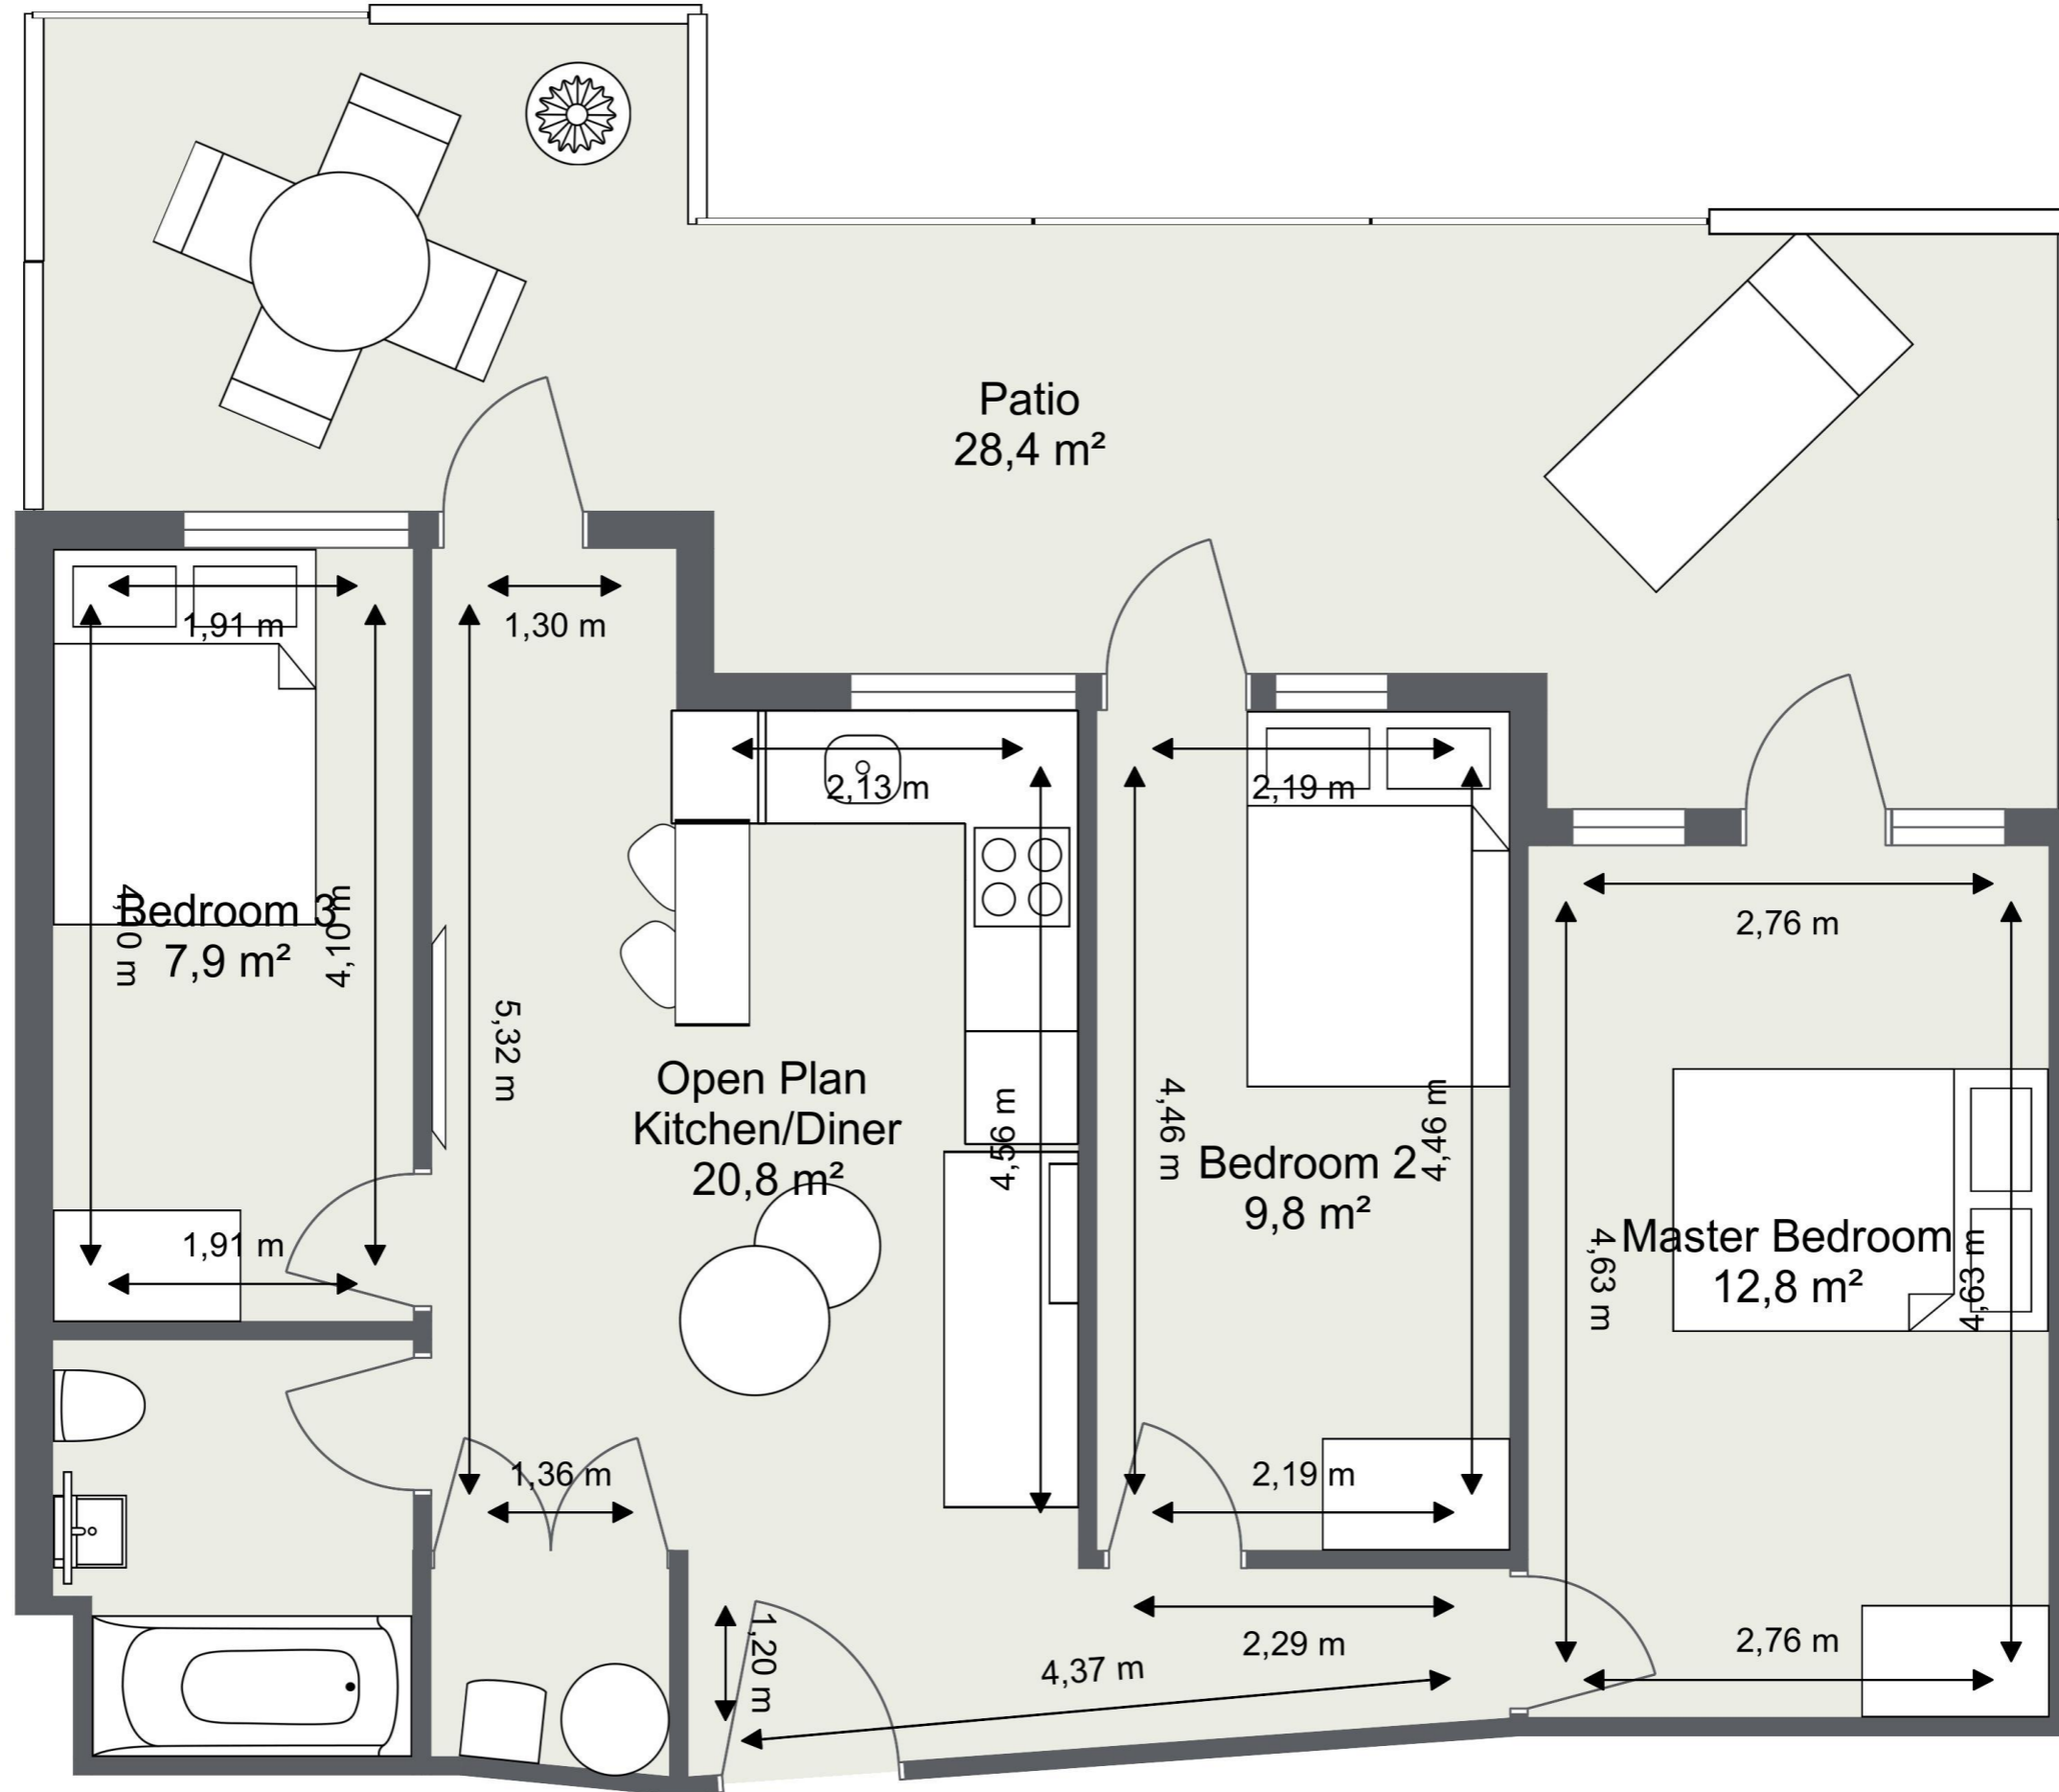 Patio
28,4 m²
1,91 m
1,30 m
2,13 m
2,19 m
2,76 m
4,10 m
Bedroom 3
7,9 m²
4,10 m
5,32 m
Open Plan
Kitchen/Diner
20,8 m²
4,56 m
4,46 m
Bedroom 2
9,8 m²
4,46 m
4,63 m
Master Bedroom
12,8 m²
4,63 m
1,91 m
1,36 m
2,19 m
1,20 m
4,37 m
2,29 m
2,76 m